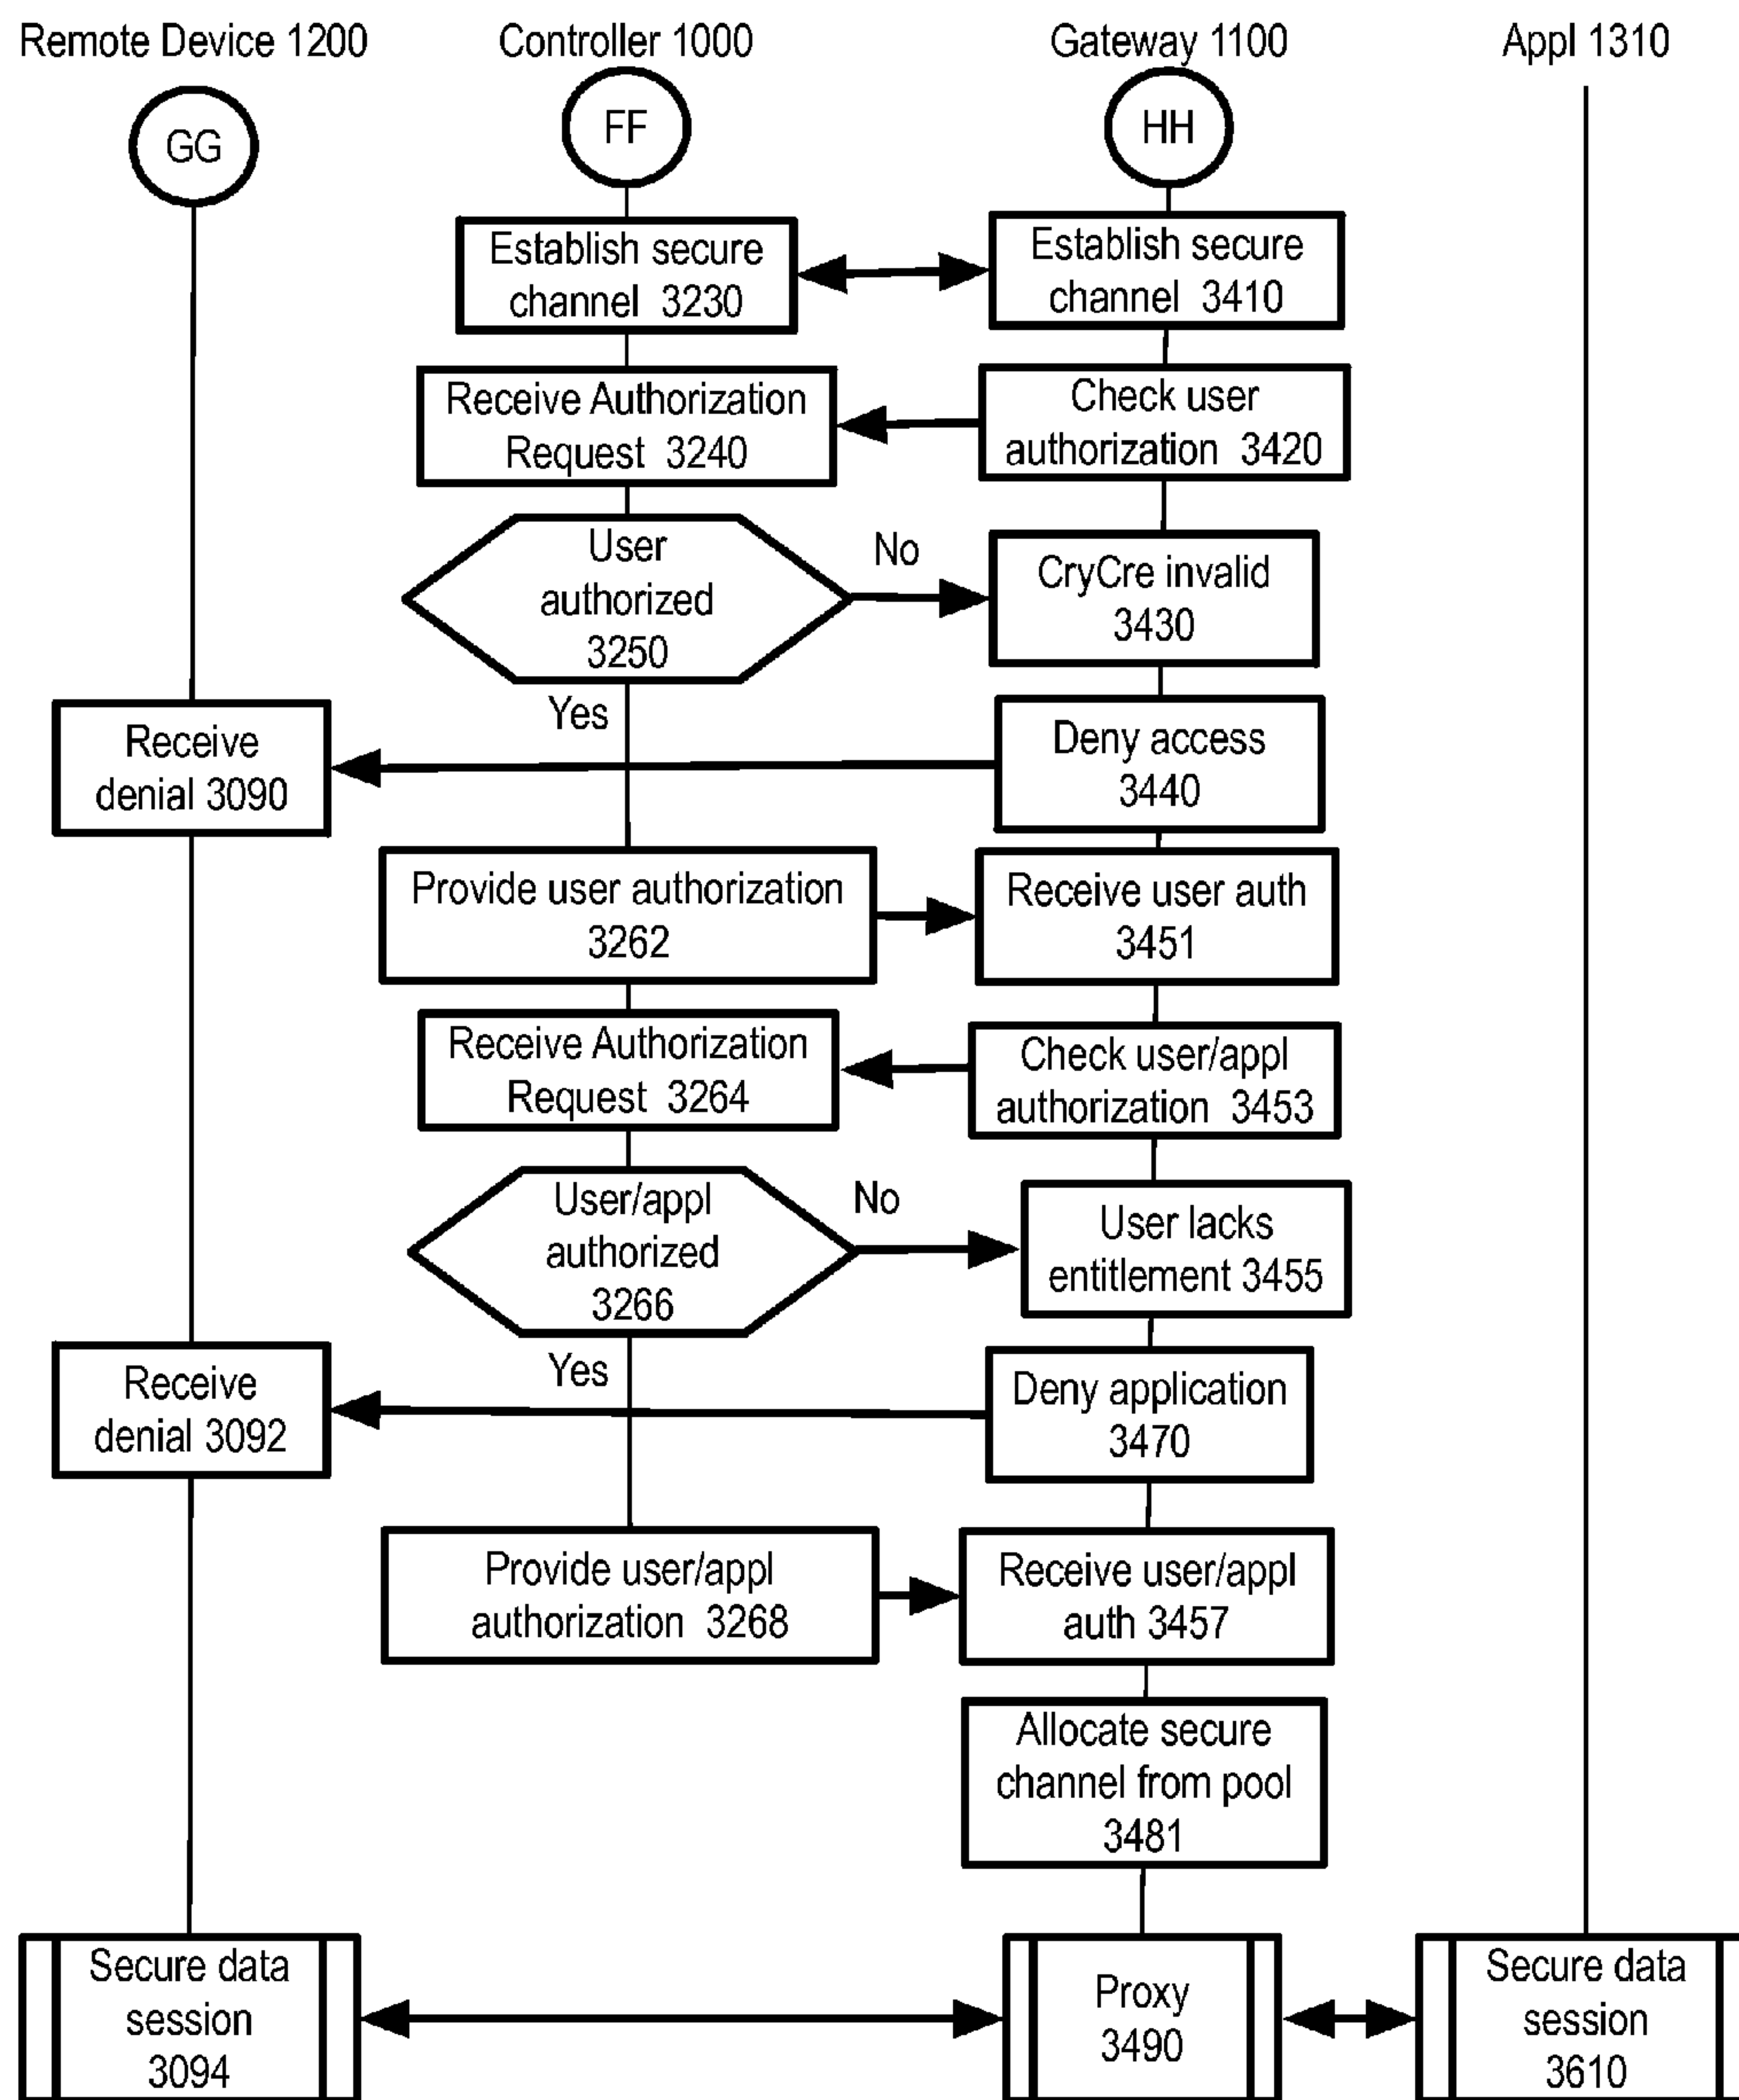 Remote Device 1200
Controller 1000
Gateway 1100
Appl 1310
GG
FF
HH
Establish secure
channel 3230
Establish secure
channel 3410
Receive Authorization
Request 3240
Check user
authorization 3420
User
authorized
3250
No
CryCre invalid
3430
Yes
Receive
denial 3090
Deny access
3440
Provide user authorization
3262
Receive user auth
3451
Receive Authorization
Request 3264
Check user/appl
authorization 3453
User/appl
authorized
3266
No
User lacks
entitlement 3455
Yes
Receive
denial 3092
Deny application
3470
Provide user/appl
authorization 3268
Receive user/appl
auth 3457
Allocate secure
channel from pool
3481
Secure data
session
3094
Proxy
3490
Secure data
session
3610